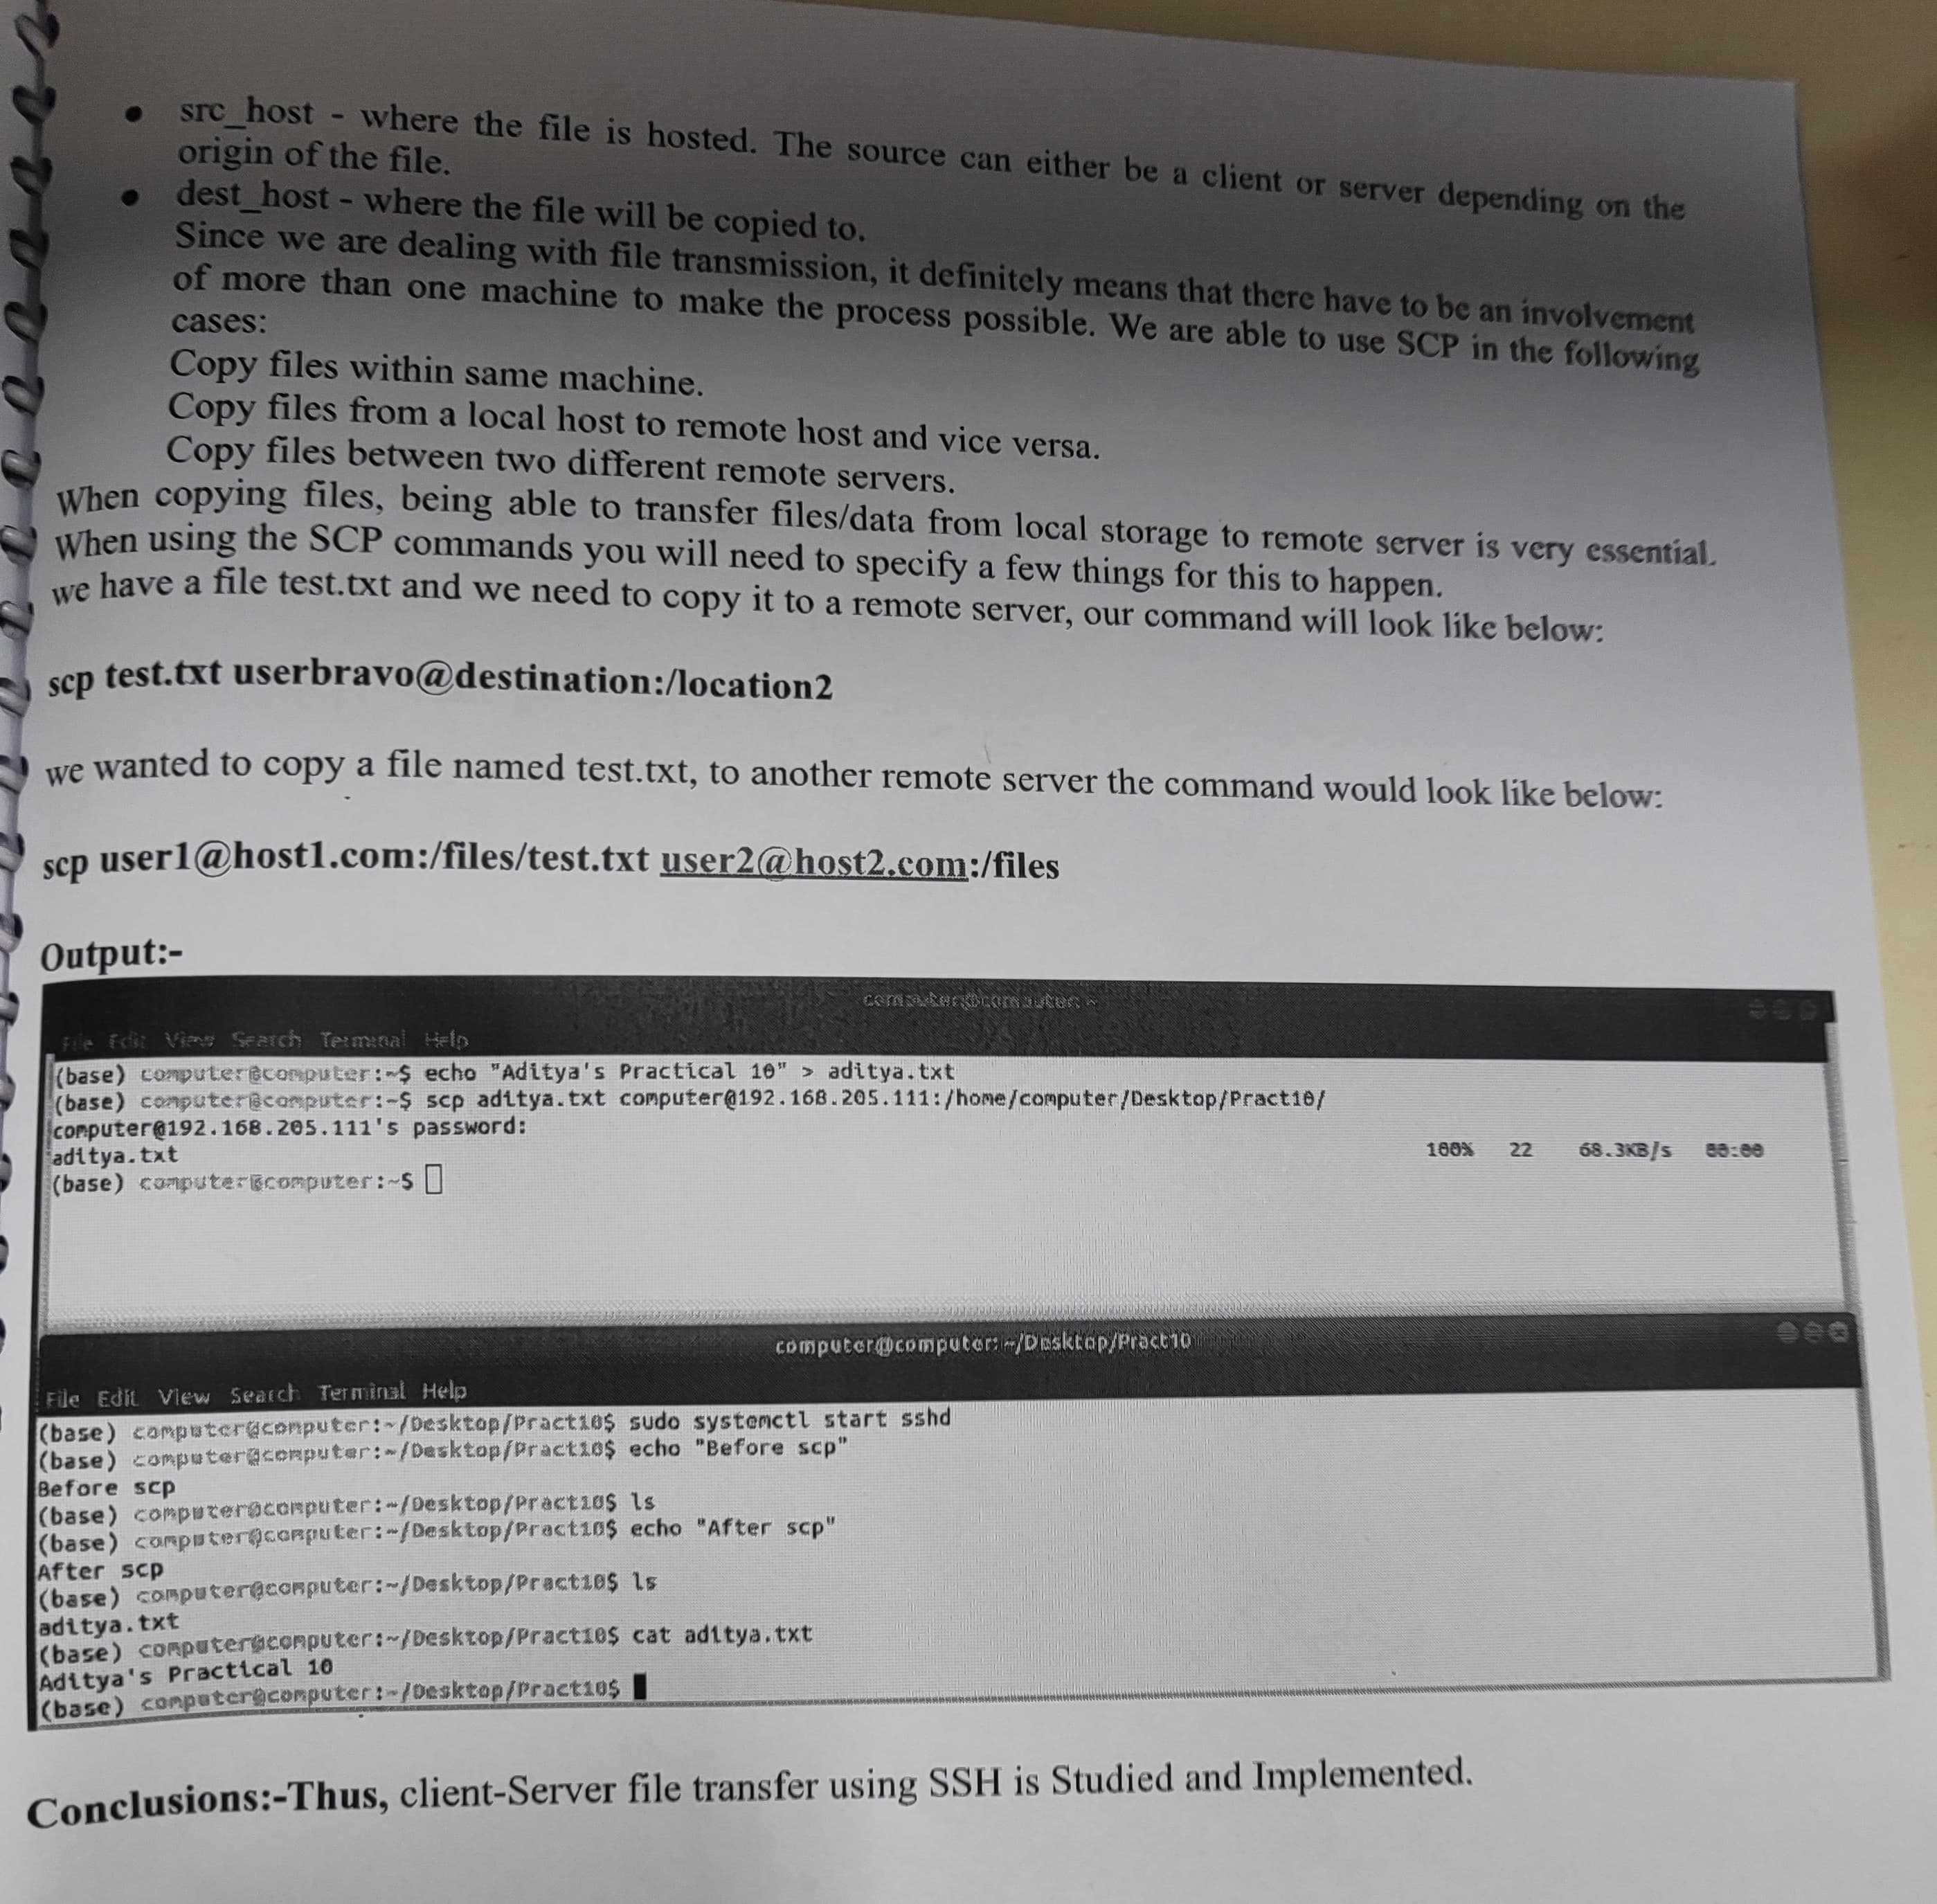 • src_host - where the file is hosted. The source can either be a client or server depending on the
origin of the file.
• dest_host - where the file will be copied to.
Since we are dealing with file transmission, it definitely means that there have to be an involvement
of more than one machine to make the process possible. We are able to use SCP in the following
cases:
Copy files within same machine.
Copy files from a local host to remote host and vice versa.
Copy files between two different remote servers.
When copying files, being able to transfer files/data from local storage to remote server is very essential.
When using the SCP commands you will need to specify a few things for this to happen.
we have a file test.txt and we need to copy it to a remote server, our command will look like below:
scp test.txt userbravo@destination:/location2
we wanted to copy a file named test.txt, to another remote server the command would look like below:
scp user1@host1.com:/files/test.txt user2@host2.com:/files
Output:-
computer@computer: ~
File Edit View Search Terminal Help
(base) computer@computer:~$ echo "Aditya's Practical 10" > aditya.txt
(base) computer@computer:~$ scp aditya.txt computer@192.168.205.111:/home/computer/Desktop/Pract10/
computer@192.168.205.111's password:
aditya.txt 100% 22 68.3KB/s 00:00
(base) computer@computer:~$
computer@computer: ~/Desktop/Pract10
File Edit View Search Terminal Help
(base) computer@computer:~/Desktop/Pract10$ sudo systemctl start sshd
(base) computer@computer:~/Desktop/Pract10$ echo "Before scp"
Before scp
(base) computer@computer:~/Desktop/Pract10$ ls
(base) computer@computer:~/Desktop/Pract10$ echo "After scp"
After scp
(base) computer@computer:~/Desktop/Pract10$ ls
aditya.txt
(base) computer@computer:~/Desktop/Pract10$ cat aditya.txt
Aditya's Practical 10
(base) computer@computer:~/Desktop/Pract10$
Conclusions:-Thus, client-Server file transfer using SSH is Studied and Implemented.